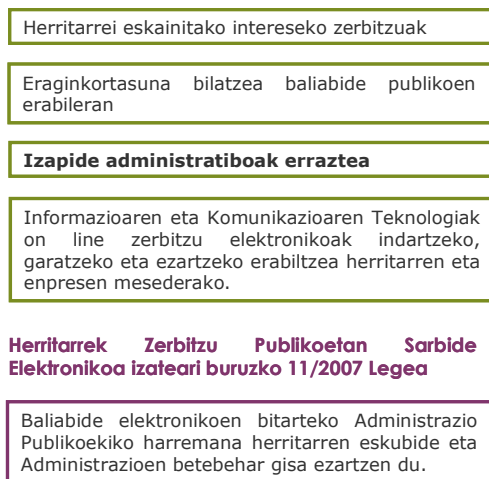 Herritarrei eskainitako intereseko zerbitzuak
Eraginkortasuna bilatzea baliabide publikoen
erabileran
Izapide administratiboak erraztea
Informazioaren eta Komunikazioaren Teknologiak
on line zerbitzu elektronikoak indartzeko,
garatzeko eta ezartzeko erabiltzea herritarren eta
enpresen mesederako.
Herritarrek Zerbitzu Publikoetan Sarbide
Elektronikoa izateari buruzko 11/2007 Legea
Baliabide elektronikoen bitarteko Administrazio
Publikoekiko harremana herritarren eskubide eta
Administrazioen betebehar gisa ezartzen du.